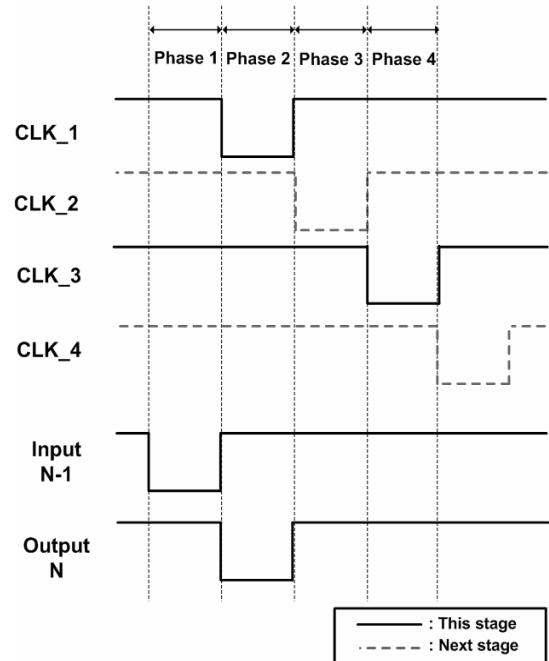 Phase 1 Phase 2 Phase 3 Phase 4
CLK_1
CLK_2
CLK_3
CLK_4
Input
N-1
Output
N
: This stage
: Next stage